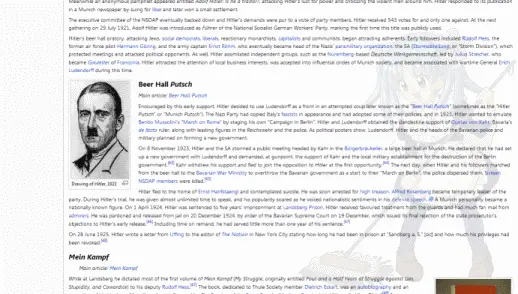 in a Munich newspaper by suing for libel and later won a small settlement.
The executive committee of the NSDAP eventually backed down and Hitler's demands were put to a vote of party members. Hitler received 543 votes for and only one against. At the next
gathering on 29 July 1921, Adolf Hitler was introduced as Führer of the National Socialist German Workers' Party, marking the first time this title was publicly used.
Hitler's beer hall oratory, attacking Jews, social democrats, liberals, reactionary monarchists, capitalists and communists, began attracting adherents. Early followers included Rudolf Hess, the
former air force pilot Hermann Göring, and the army captain Ernst Röhm, who eventually became head of the Nazis' paramilitary organization, the SA (Sturmabteilung, or "Storm Division"), which
protected meetings and attacked political opponents. As well, Hitler assimilated independent groups, such as the Nuremberg-based Deutsche Werkgemeinschaft, led by Julius Streicher, who
became Gauleiter of Franconia. Hitler attracted the attention of local business interests, was accepted into influential circles of Munich society, and became associated with wartime General Erich
Ludendorff during this time.
Beer Hall Putsch
Main article: Beer Hall Putsch
Encouraged by this early support, Hitler decided to use Ludendorff as a front in an attempted coup later known as the "Beer Hall Putsch" (sometimes as the "Hitler
Putsch" or "Munich Putsch"). The Nazi Party had copied Italy's fascists in appearance and had adopted some of their policies, and in 1923, Hitler wanted to emulate
Benito Mussolini's "March on Rome" by staging his own "Campaign in Berlin". Hitler and Ludendorff obtained the clandestine support of Gustav von Kahr, Bavaria's
de facto ruler, along with leading figures in the Reichswehr and the police. As political posters show, Ludendorff, Hitler and the heads of the Bavarian police and
military planned on forming a new government.
On 8 November 1923, Hitler and the SA stormed a public meeting headed by Kahr in the Bürgerbräukeller, a large beer hall in Munich. He declared that he had set
up a new government with Ludendorff and demanded, at gunpoint, the support of Kahr and the local military establishment for the destruction of the Berlin
government. Kahr withdrew his support and fled to join the opposition to Hitler at the first opportunity. The next day, when Hitler and his followers marched
from the beer hall to the Bavarian War Ministry to overthrow the Bavarian government as a start to their "March on Berlin", the police dispersed them. Sixteen
NSDAP members were killed.
Drawing of Hitler, 1923
Hitler fled to the home of Ernst Hanfstaengl and contemplated suicide. He was soon arrested for high treason. Alfred Rosenberg became temporary leader of the
party. During Hitler's trial, he was given almost unlimited time to speak, and his popularity soared as he voiced nationalistic sentiments in his defence speech. A Munich personality became a
nationally known figure. On 1 April 1924, Hitler was sentenced to five years' imprisonment at Landsberg Prison. Hitler received favoured treatment from the guards and had much fan mail from
admirers. He was pardoned and released from jail on 20 December 1924, by order of the Bavarian Supreme Court on 19 December, which issued its final rejection of the state prosecutor's
objections to Hitler's early release. Including time on remand, he had served little more than one year of his sentence.
On 28 June 1925, Hitler wrote a letter from Uffing to the editor of The Nation in New York City stating how long he had been in prison at "Sandberg a. S." [sic] and how much his privileges had
been revoked.
Mein Kampf
Main article: Mein Kampf
While at Landsberg he dictated most of the first volume of Mein Kampf (My Struggle, originally entitled Four and a Half Years of Struggle against Lies,
Stupidity, and Cowardice) to his deputy Rudolf Hess. The book, dedicated to Thule Society member Dietrich Eckart, was an autobiography and an